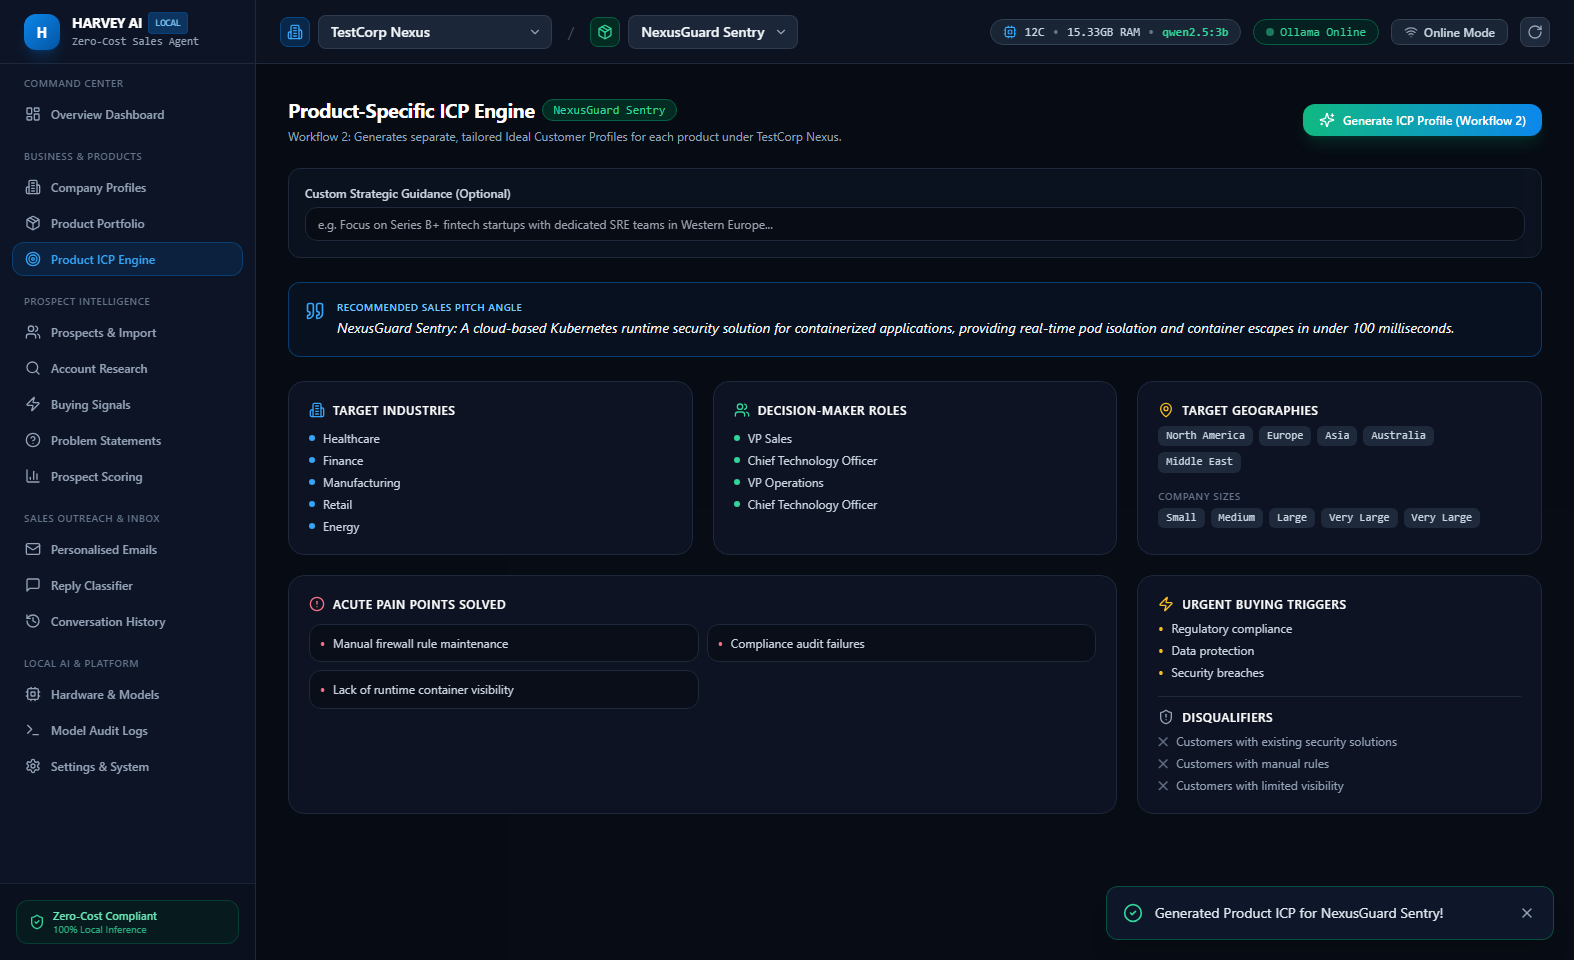 H
HARVEY AI LOCAL
Zero-Cost Sales Agent
TestCorp Nexus / NexusGuard Sentry
12C • 15.33GB RAM • qwen2.5:3b
Ollama Online
Online Mode
COMMAND CENTER
Overview Dashboard
BUSINESS & PRODUCTS
Company Profiles
Product Portfolio
Product ICP Engine
PROSPECT INTELLIGENCE
Prospects & Import
Account Research
Buying Signals
Problem Statements
Prospect Scoring
SALES OUTREACH & INBOX
Personalised Emails
Reply Classifier
Conversation History
LOCAL AI & PLATFORM
Hardware & Models
Model Audit Logs
Settings & System
Zero-Cost Compliant
100% Local Inference
Product-Specific ICP Engine NexusGuard Sentry
Workflow 2: Generates separate, tailored Ideal Customer Profiles for each product under TestCorp Nexus.
Generate ICP Profile (Workflow 2)
Custom Strategic Guidance (Optional)
e.g. Focus on Series B+ fintech startups with dedicated SRE teams in Western Europe...
RECOMMENDED SALES PITCH ANGLE
NexusGuard Sentry: A cloud-based Kubernetes runtime security solution for containerized applications, providing real-time pod isolation and container escapes in under 100 milliseconds.
TARGET INDUSTRIES
Healthcare
Finance
Manufacturing
Retail
Energy
DECISION-MAKER ROLES
VP Sales
Chief Technology Officer
VP Operations
Chief Technology Officer
TARGET GEOGRAPHIES
North America Europe Asia Australia
Middle East
COMPANY SIZES
Small Medium Large Very Large Very Large
ACUTE PAIN POINTS SOLVED
• Manual firewall rule maintenance
• Compliance audit failures
• Lack of runtime container visibility
URGENT BUYING TRIGGERS
• Regulatory compliance
• Data protection
• Security breaches
DISQUALIFIERS
Customers with existing security solutions
Customers with manual rules
Customers with limited visibility
Generated Product ICP for NexusGuard Sentry!